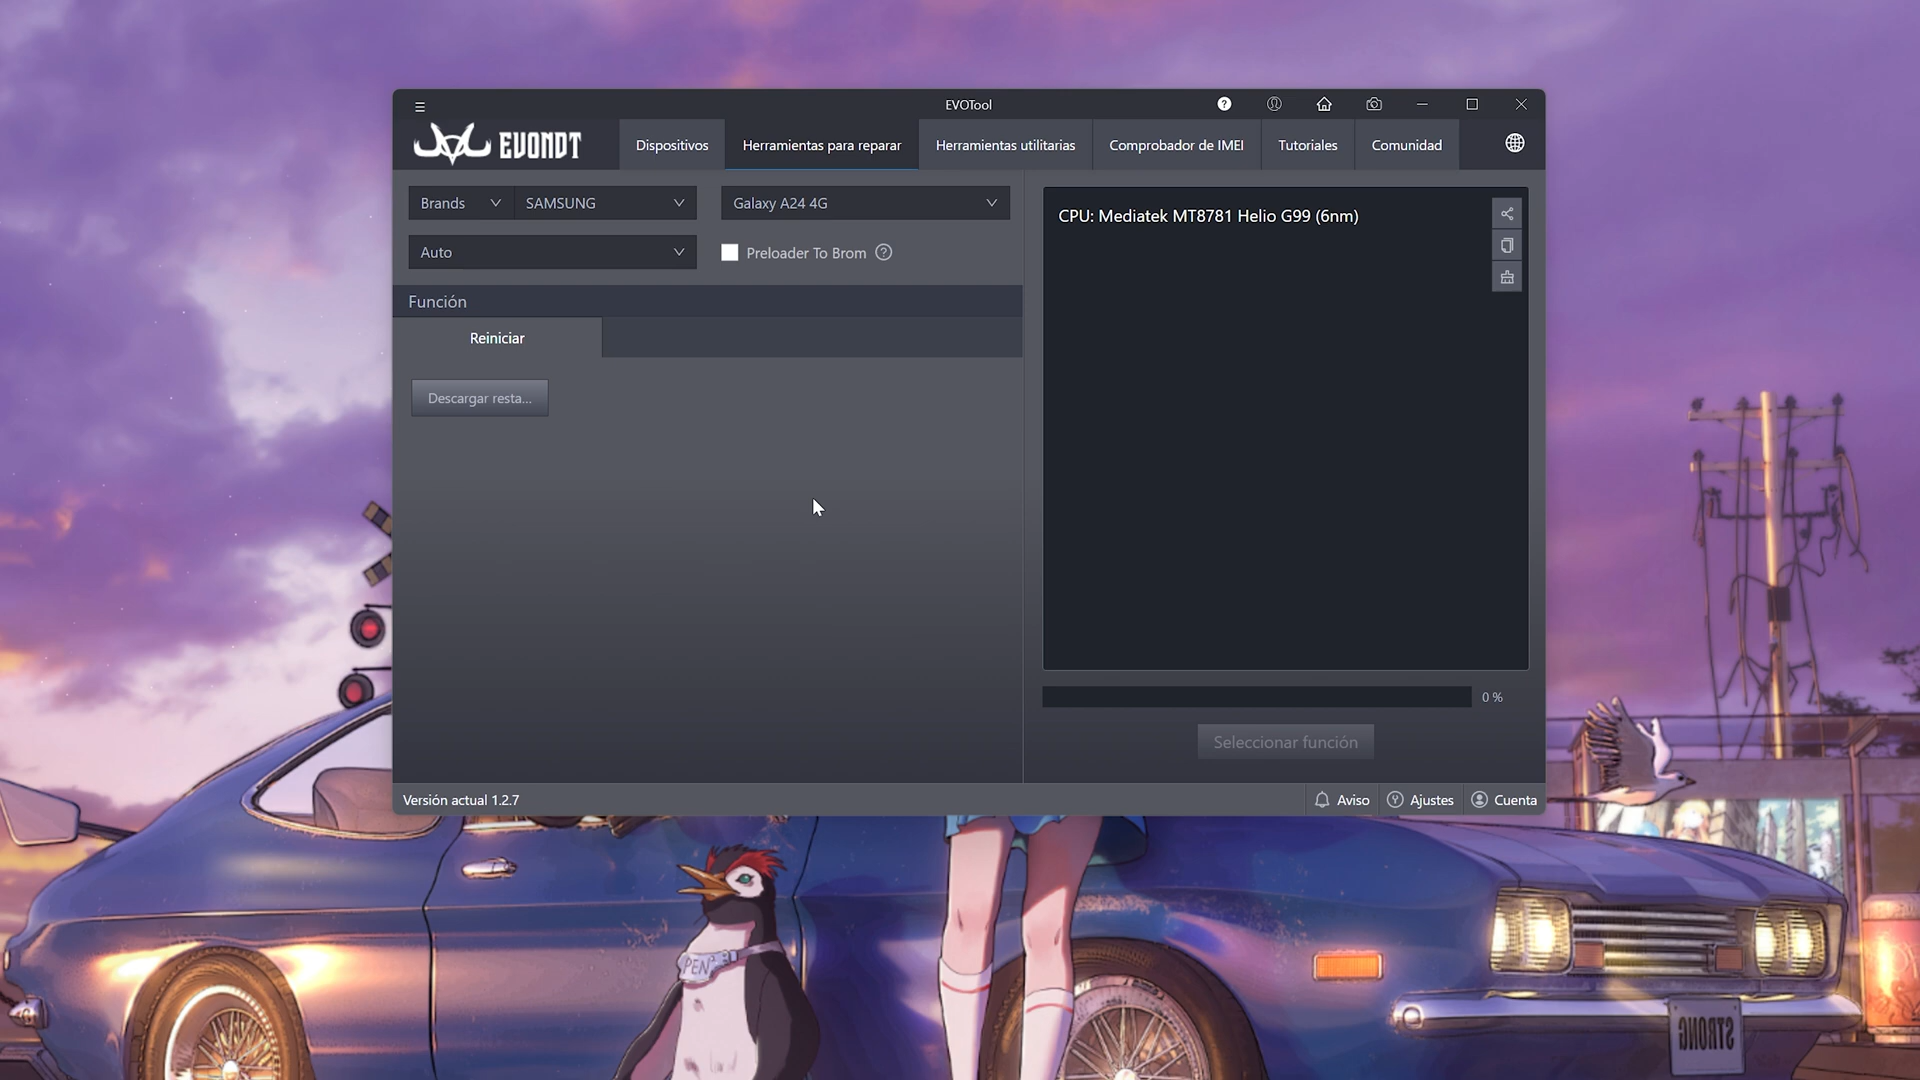 EVOTool
EVONDT
Dispositivos
Herramientas para reparar
Herramientas utilitarias
Comprobador de IMEI
Tutoriales
Comunidad
Brands
SAMSUNG
Galaxy A24 4G
Auto
Preloader To Brom
Función
Reiniciar
Descargar resta...
CPU: Mediatek MT8781 Helio G99 (6nm)
0 %
Seleccionar función
Versión actual 1.2.7
Aviso
Ajustes
Cuenta
PEN²
STRONG